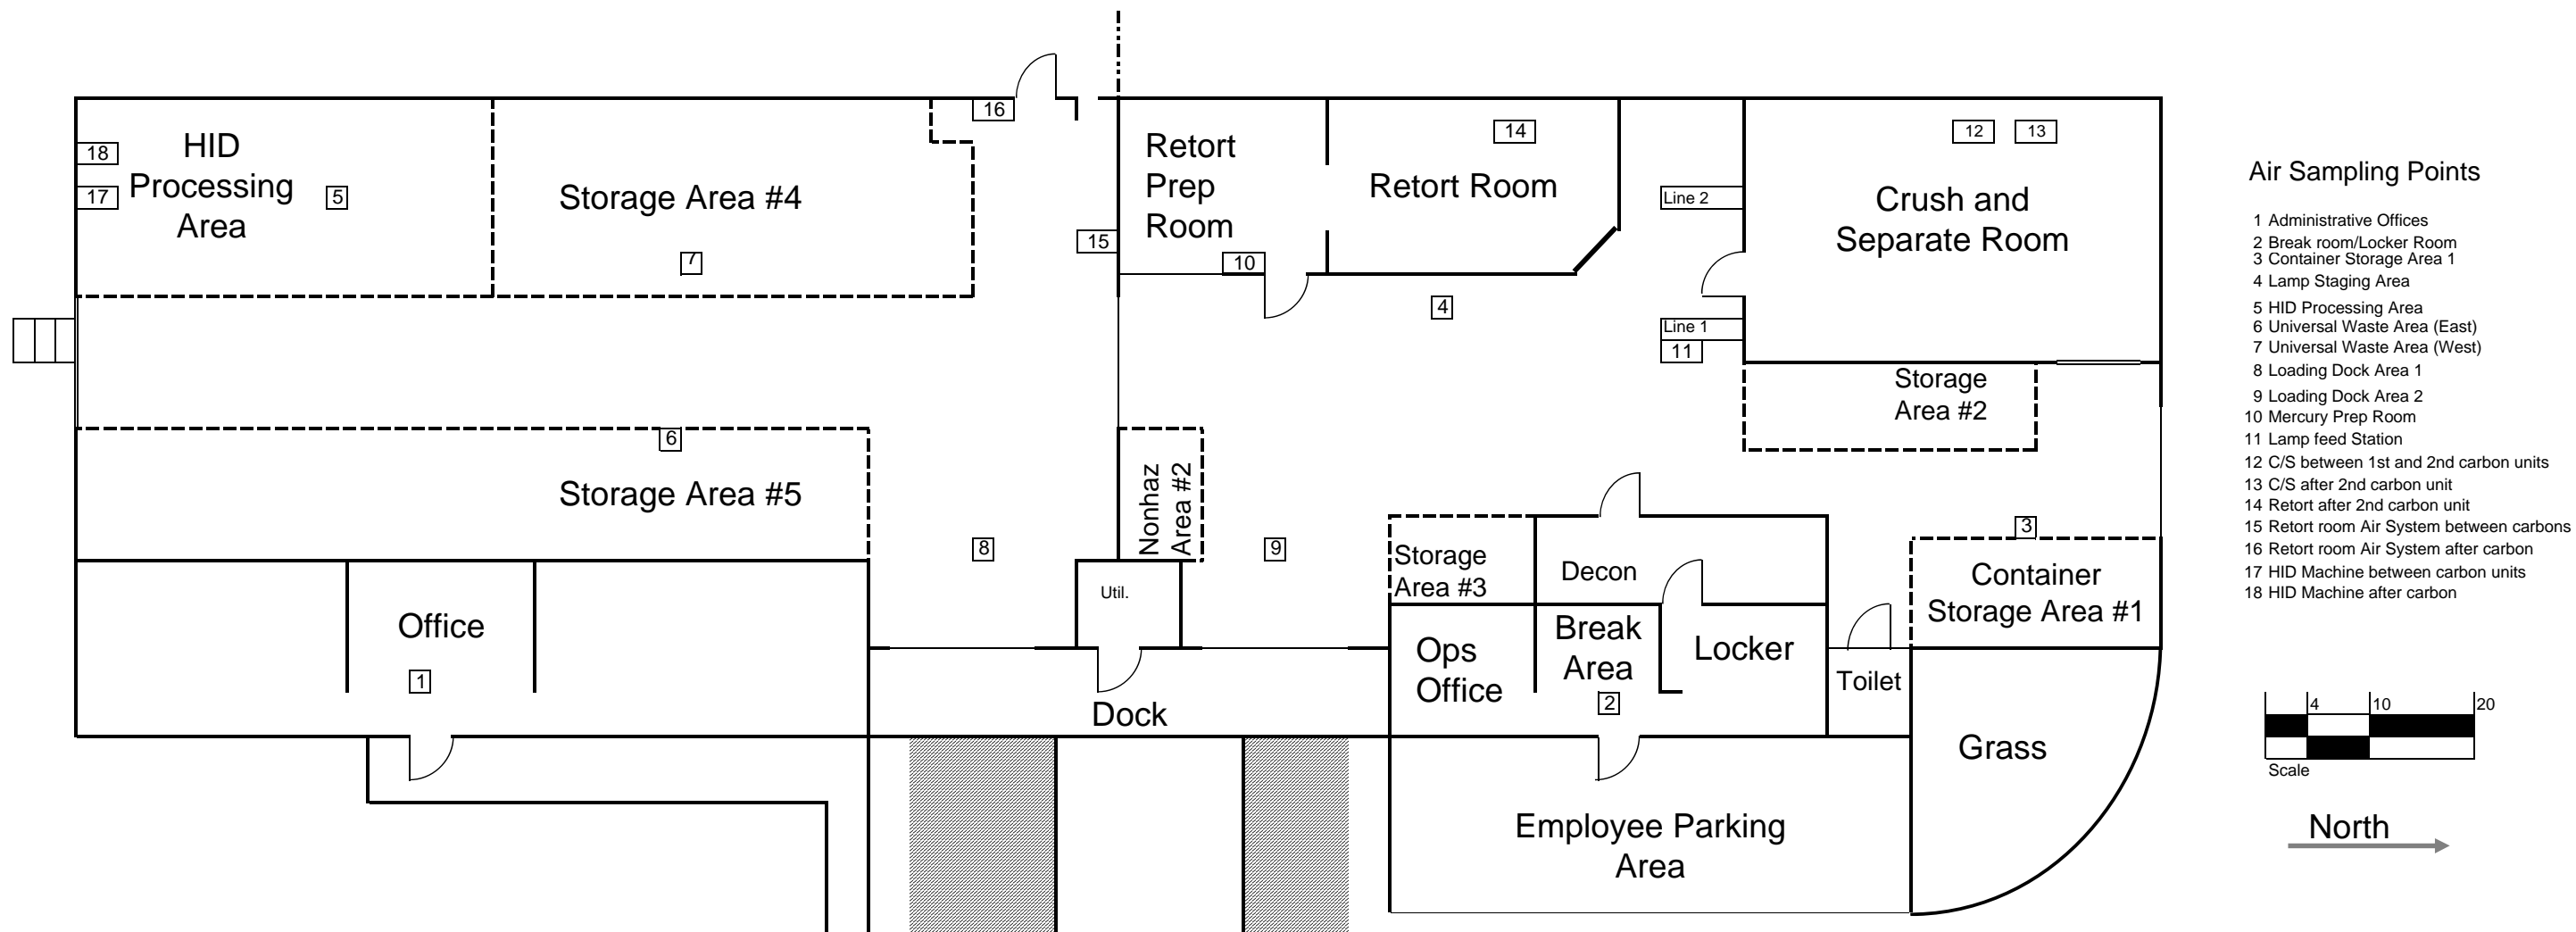 16
HID
Processing
Area
18
17
5
Storage Area #4
7
15
Retort
Prep
Room
10
Retort Room
14
4
Line 2
Line 1
11
12
13
Crush and
Separate Room
Storage
Area #2
6
Storage Area #5
8
Nonhaz
Area #2
9
Storage
Area #3
Decon
3
Container
Storage Area #1
Office
1
Util.
Dock
Ops
Office
Break
Area
2
Locker
Toilet
Grass
Employee Parking
Area
Air Sampling Points
1 Administrative Offices
2 Break room/Locker Room
3 Container Storage Area 1
4 Lamp Staging Area
5 HID Processing Area
6 Universal Waste Area (East)
7 Universal Waste Area (West)
8 Loading Dock Area 1
9 Loading Dock Area 2
10 Mercury Prep Room
11 Lamp feed Station
12 C/S between 1st and 2nd carbon units
13 C/S after 2nd carbon unit
14 Retort after 2nd carbon unit
15 Retort room Air System between carbons
16 Retort room Air System after carbon
17 HID Machine between carbon units
18 HID Machine after carbon
4 10 20
Scale
North